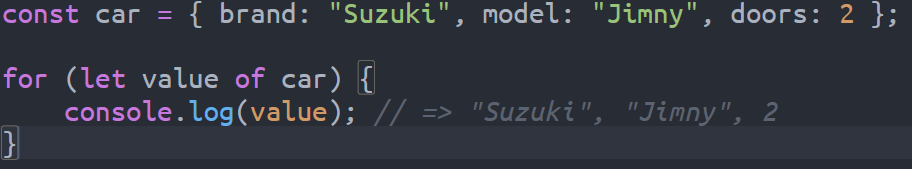 const car = { brand: "Suzuki", model: "Jimny", doors: 2 };
for (let value of car) {
    console.log(value); // => "Suzuki", "Jimny", 2
}